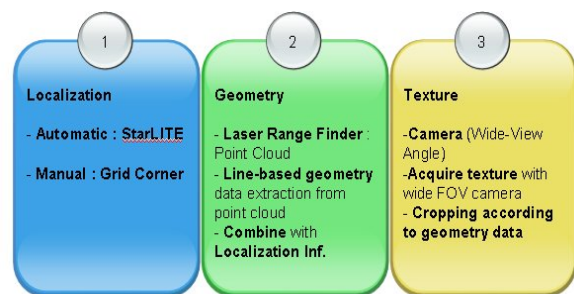 1
Localization
- Automatic : StarLITE
- Manual : Grid Corner
2
Geometry
- Laser Range Finder :
Point Cloud
- Line-based geometry
data extraction from
point cloud
- Combine with
Localization Inf.
3
Texture
-Camera (Wide-View
Angle)
-Acquire texture with
wide FOV camera
- Cropping according
to geometry data